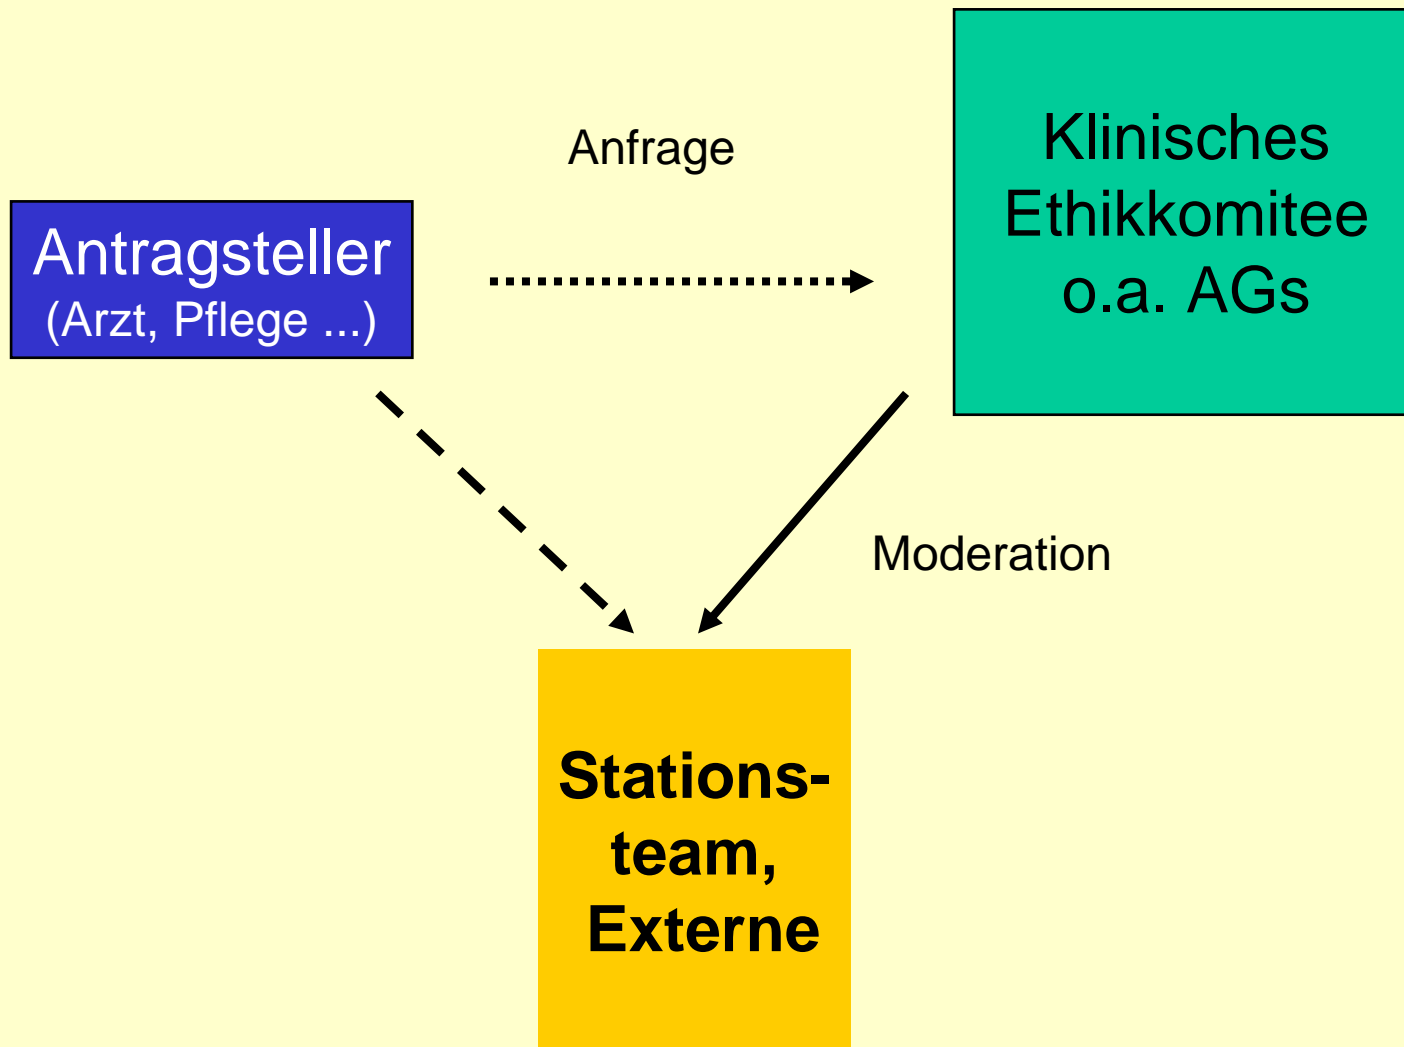 Anfrage
Klinisches
Ethikkomitee
o.a. AGs
Antragsteller
(Arzt, Pflege ...)
Moderation
Stations-
team,
Externe